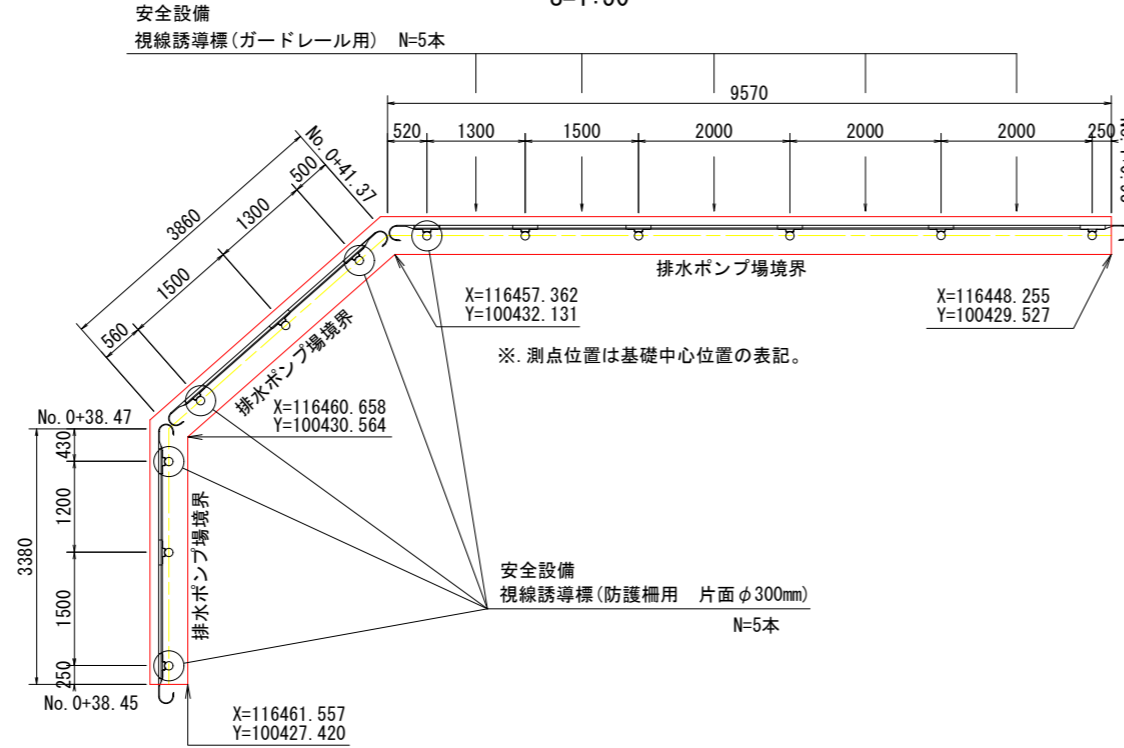 安全設備
視線誘導標(ガードレール用) N=5本
9570
520 1300 1500 2000 2000 2000 250
No. 0+41.37
3860
500
1300
1500
560
排水ポンプ場境界
X=116457.362
Y=100432.131
X=116448.255
Y=100429.527
※. 測点位置は基礎中心位置の表記。
排水ポンプ場境界
X=116460.658
Y=100430.564
No. 0+38.47
430
1200
3380
1500
250
排水ポンプ場境界
No. 0+38.45
安全設備
視線誘導標(防護柵用 片面φ300mm)
N=5本
X=116461.557
Y=100427.420